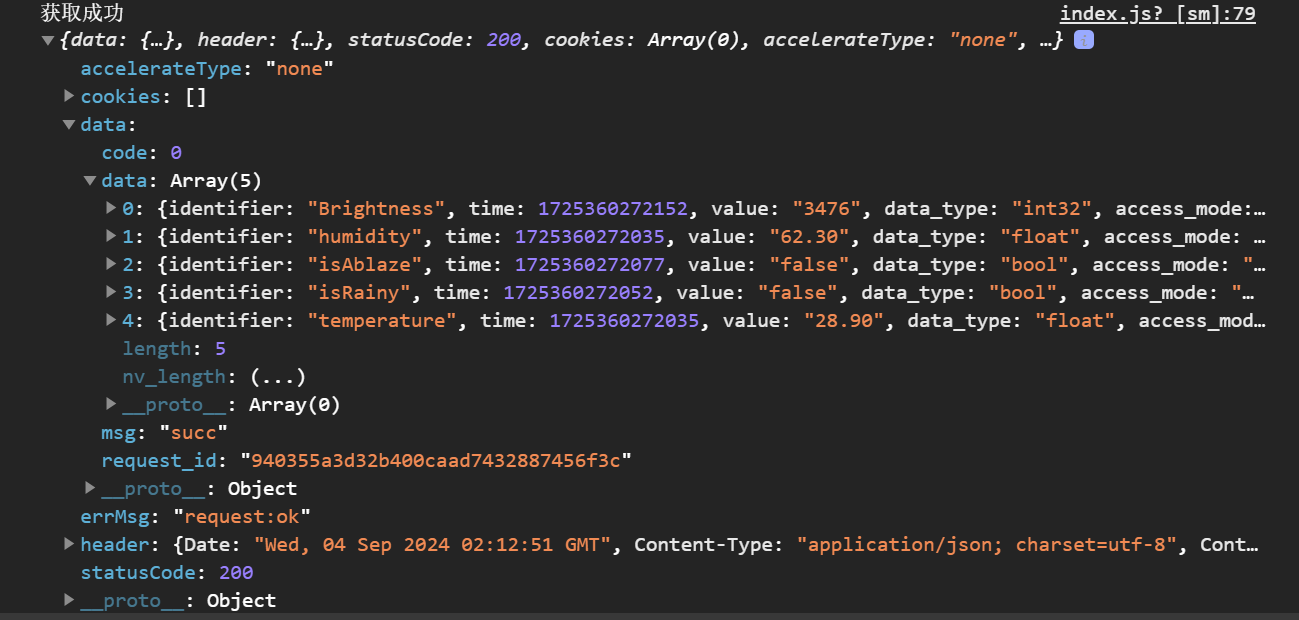 获取成功 index.js? [sm]:79
{data: {…}, header: {…}, statusCode: 200, cookies: Array(0), accelerateType: "none", …} i
accelerateType: "none"
cookies: []
data:
code: 0
data: Array(5)
0: {identifier: "Brightness", time: 1725360272152, value: "3476", data_type: "int32", access_mode:…
1: {identifier: "humidity", time: 1725360272035, value: "62.30", data_type: "float", access_mode: …
2: {identifier: "isAblaze", time: 1725360272077, value: "false", data_type: "bool", access_mode: "…
3: {identifier: "isRainy", time: 1725360272052, value: "false", data_type: "bool", access_mode: "…
4: {identifier: "temperature", time: 1725360272035, value: "28.90", data_type: "float", access_mod…
length: 5
nv_length: (...)
__proto__: Array(0)
msg: "succ"
request_id: "940355a3d32b400caad7432887456f3c"
__proto__: Object
errMsg: "request:ok"
header: {Date: "Wed, 04 Sep 2024 02:12:51 GMT", Content-Type: "application/json; charset=utf-8", Cont…
statusCode: 200
__proto__: Object